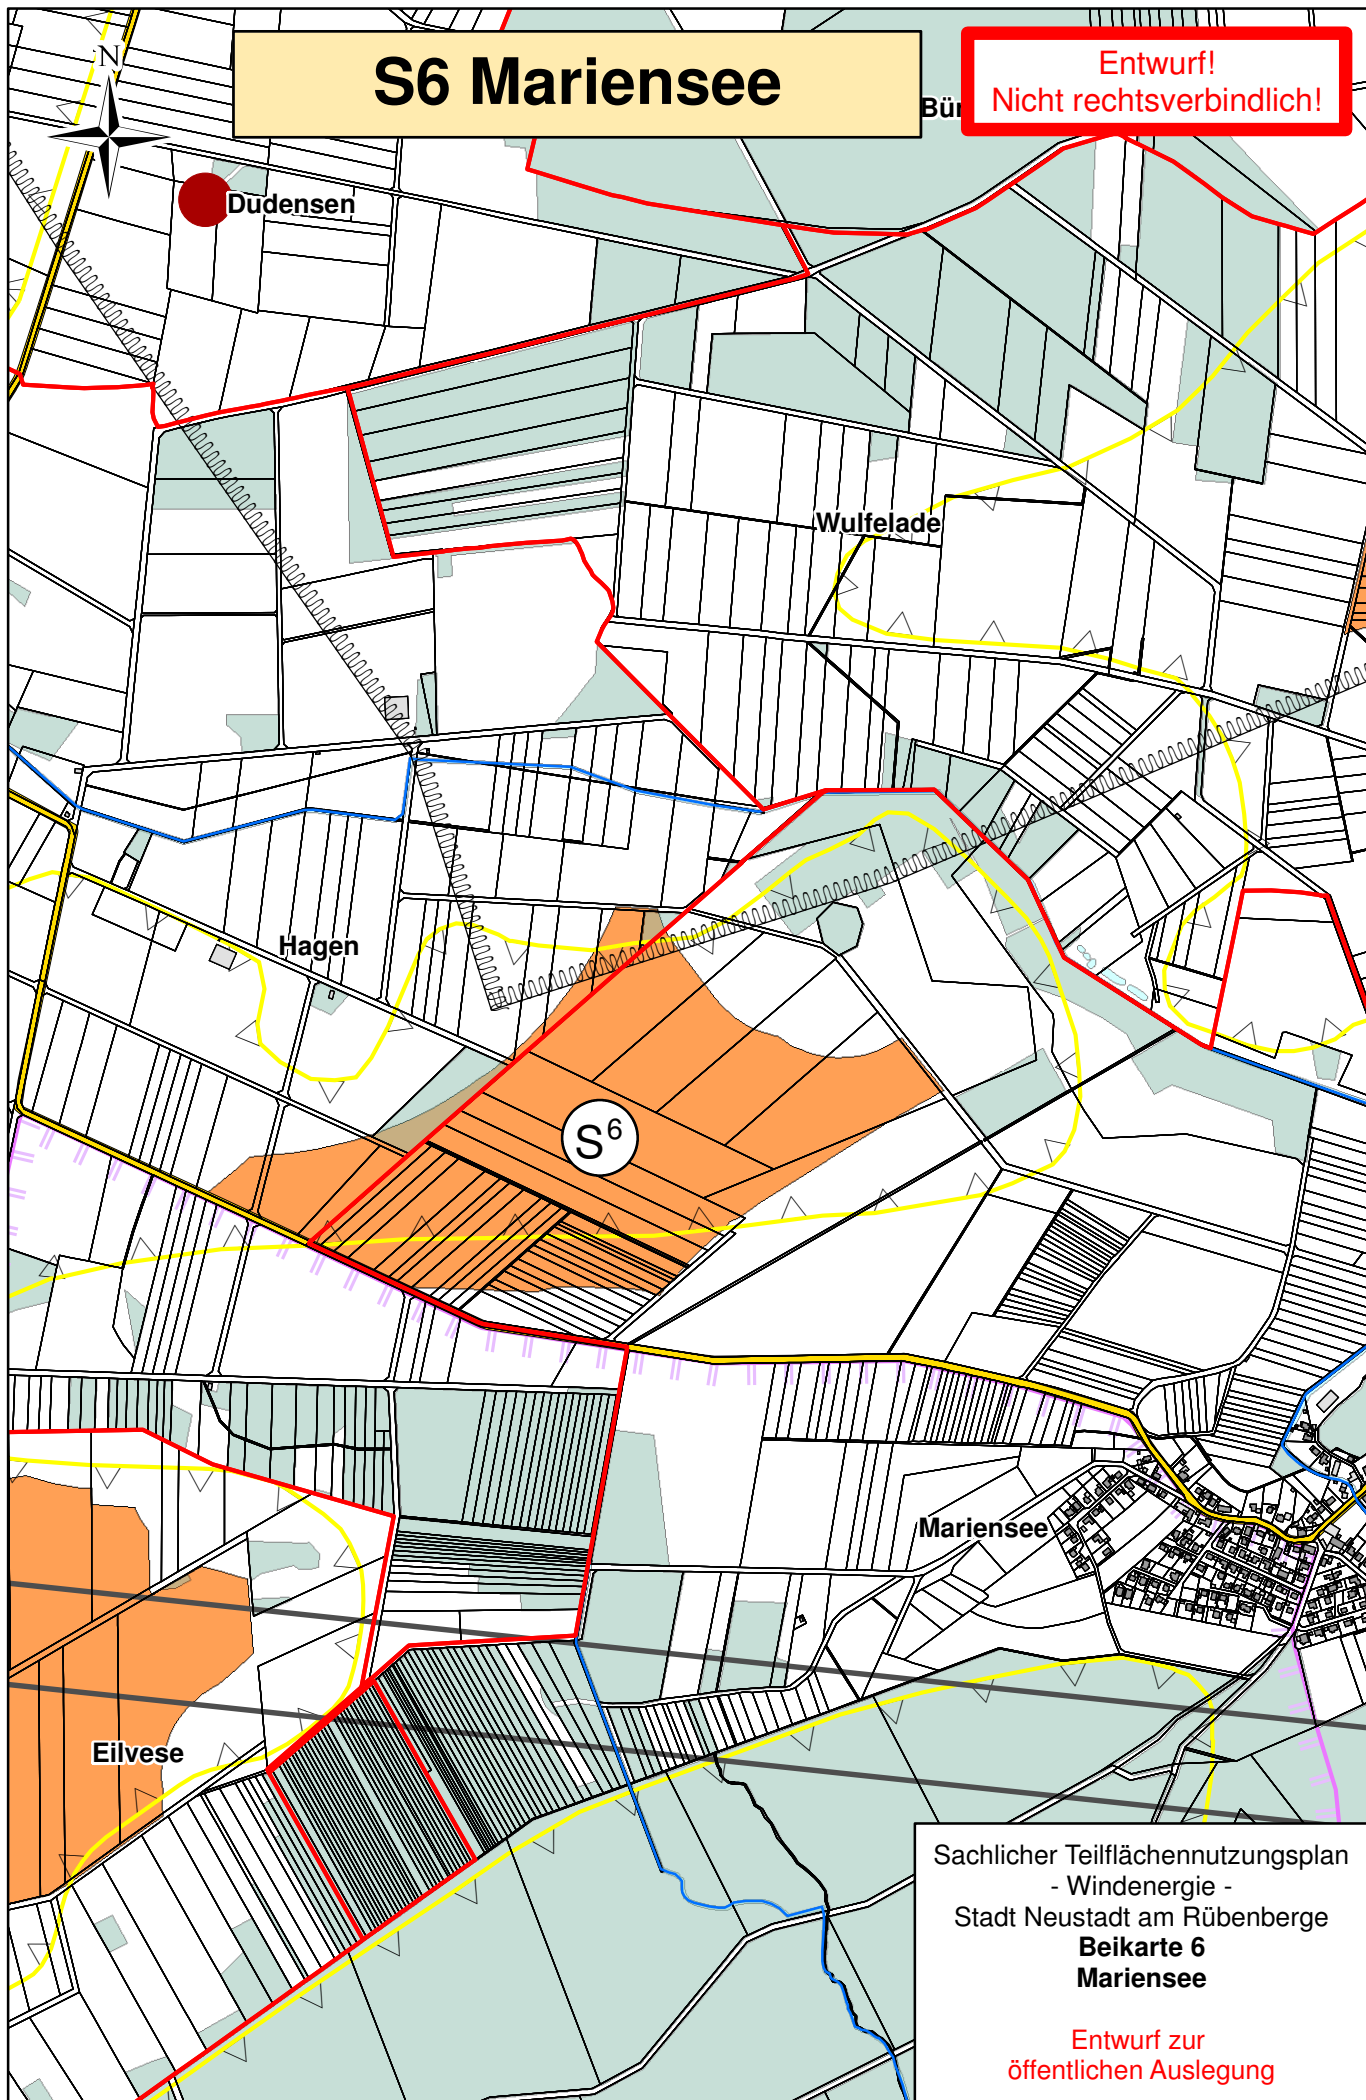 S6 Mariensee
Entwurf!
Nicht rechtsverbindlich!
N
Dudensen
Wulfelade
Hagen
S6
Mariensee
Eilvese
Sachlicher Teilflächennutzungsplan
- Windenergie -
Stadt Neustadt am Rübenberge
Beikarte 6
Mariensee
Entwurf zur
öffentlichen Auslegung